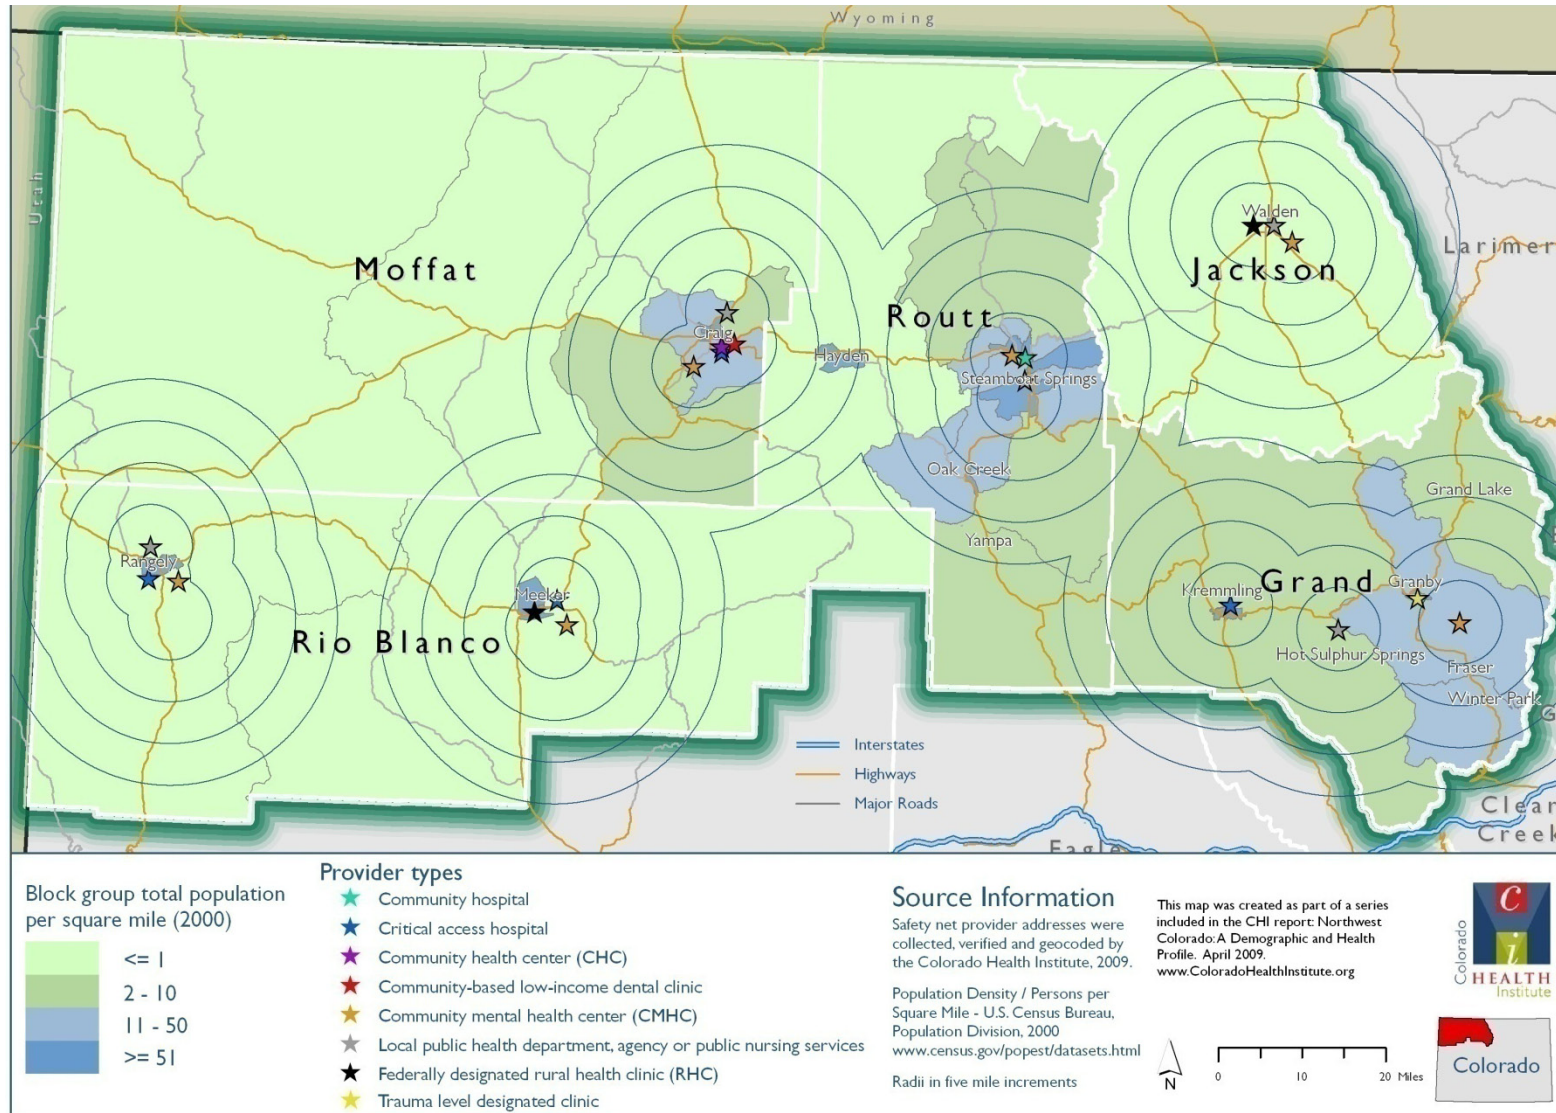 Wyoming
Utah
Moffat
Craig
Hayden
Routt
Steamboat Springs
Oak Creek
Yampa
Walden
Jackson
Larimer
Grand Lake
Granby
Grand
Kremmling
Hot Sulphur Springs
Fraser
Winter Park
Rangely
Meeker
Rio Blanco
Interstates
Highways
Major Roads
Eagle
Clear
Creek
Block group total population
per square mile (2000)
<= 1
2 - 10
11 - 50
>= 51
Provider types
Community hospital
Critical access hospital
Community health center (CHC)
Community-based low-income dental clinic
Community mental health center (CMHC)
Local public health department, agency or public nursing services
Federally designated rural health clinic (RHC)
Trauma level designated clinic
Source Information
Safety net provider addresses were
collected, verified and geocoded by
the Colorado Health Institute, 2009.
Population Density / Persons per
Square Mile - U.S. Census Bureau,
Population Division, 2000
www.census.gov/popest/datasets.html
Radii in five mile increments
This map was created as part of a series
included in the CHI report: Northwest
Colorado: A Demographic and Health
Profile. April 2009.
www.ColoradoHealthInstitute.org
N
0 10 20 Miles
Colorado
C
i
HEALTH
Institute
Colorado